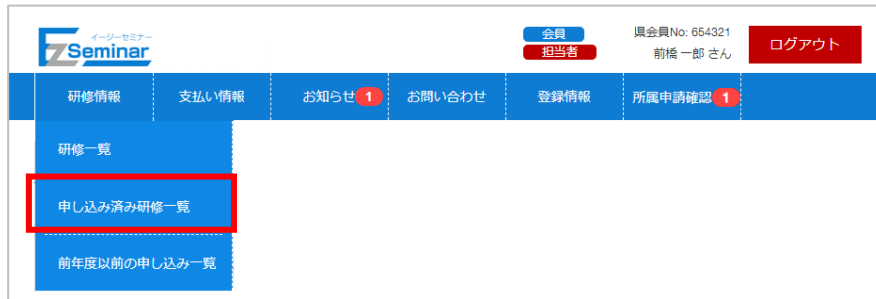 イージーセミナー
EZSeminar
会員
担当者
県会員No: 654321
前橋 一郎 さん
ログアウト
研修情報
支払い情報
お知らせ 1
お問い合わせ
登録情報
所属申請確認 1
研修一覧
申し込み済み研修一覧
前年度以前の申し込み一覧